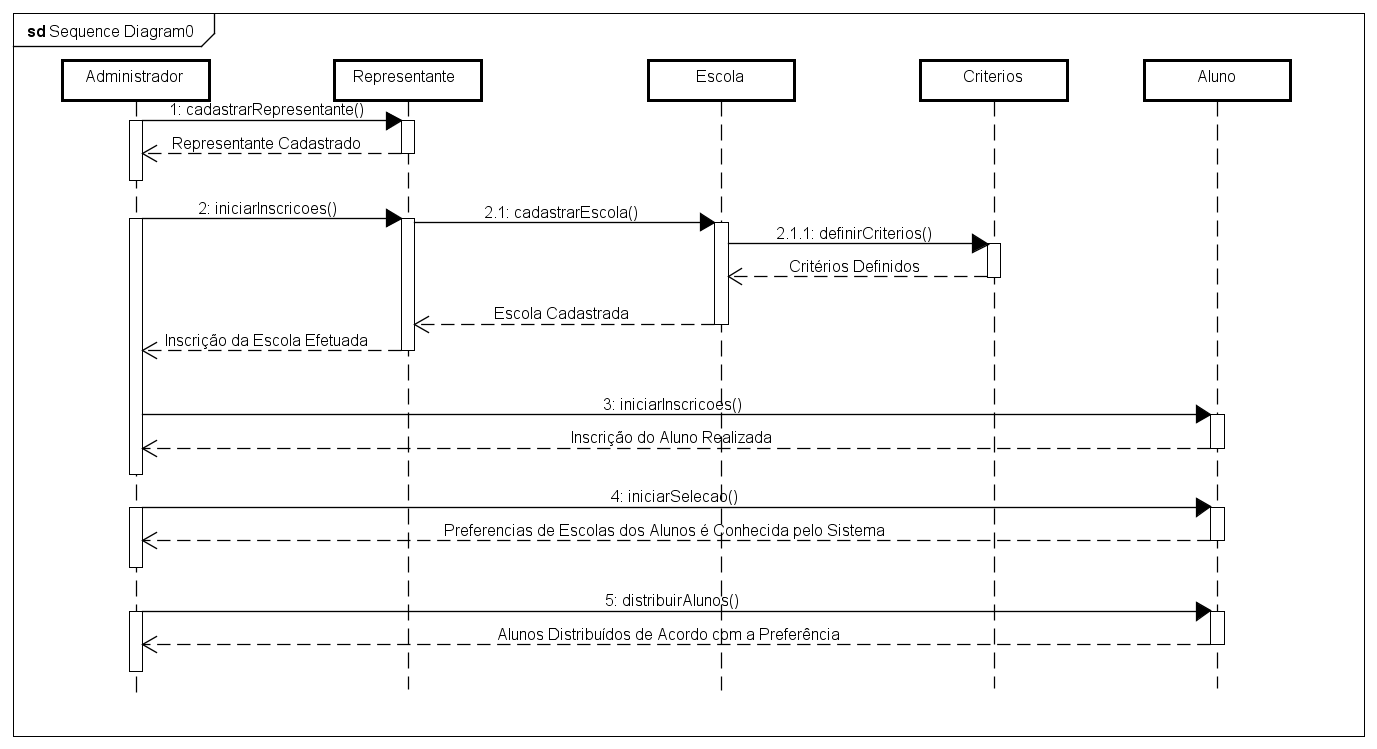 sd Sequence Diagram0
Administrador
Representante
Escola
Criterios
Aluno
1: cadastrarRepresentante()
Representante Cadastrado
2: iniciarInscricoes()
2.1: cadastrarEscola()
2.1.1: definirCriterios()
Critérios Definidos
Escola Cadastrada
Inscrição da Escola Efetuada
3: iniciarInscricoes()
Inscrição do Aluno Realizada
4: iniciarSelecao()
Preferencias de Escolas dos Alunos é Conhecida pelo Sistema
5: distribuirAlunos()
Alunos Distribuídos de Acordo com a Preferência